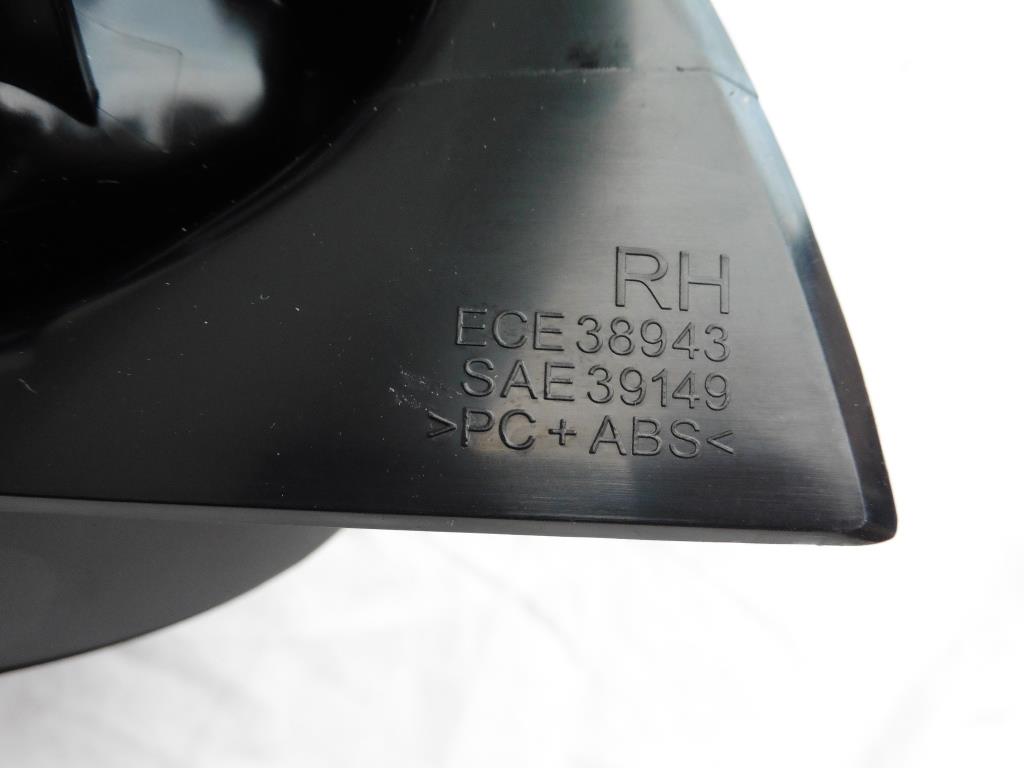 RH
ECE 38943
SAE 39149
>PC + ABS<